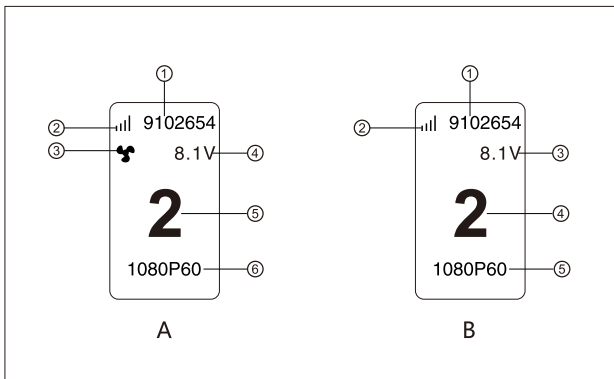 ① ①
② 9102654 ② 9102654
③ 8.1V ④ 8.1V ③
2 ⑤ 2 ④
1080P60 ⑥ 1080P60 ⑤
A B